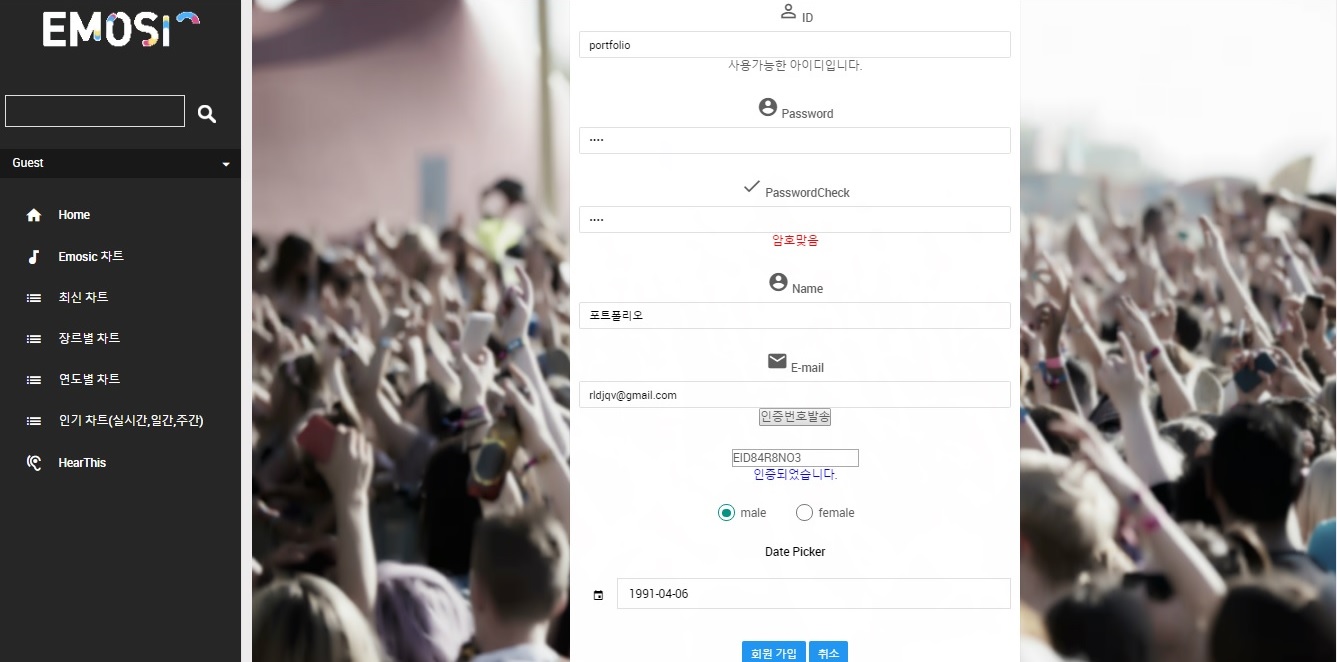 EMOSIC
Guest
Home
Emosic 차트
최신 차트
장르별 차트
연도별 차트
인기 차트(실시간,일간,주간)
HearThis
ID
portfolio
사용가능한 아이디입니다.
Password
····
PasswordCheck
····
암호맞음
Name
포트폴리오
E-mail
rldjqv@gmail.com
인증번호발송
EID84R8NO3
인증되었습니다.
male
female
Date Picker
1991-04-06
회원 가입
취소